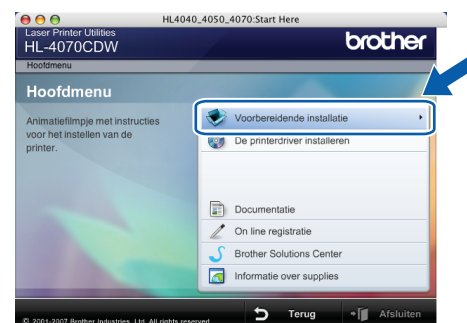 HL4040_4050_4070:Start Here
Laser Printer Utilities
HL-4070CDW
brother
Hoofdmenu
Hoofdmenu
Animatiefilmpje met instructies
voor het instellen van de
printer.
Voorbereidende installatie
De printerdriver installeren
Documentatie
On line registratie
Brother Solutions Center
Informatie over supplies
© 2001-2007 Brother Industries, Ltd. All rights reserved.
Terug
Afsluiten